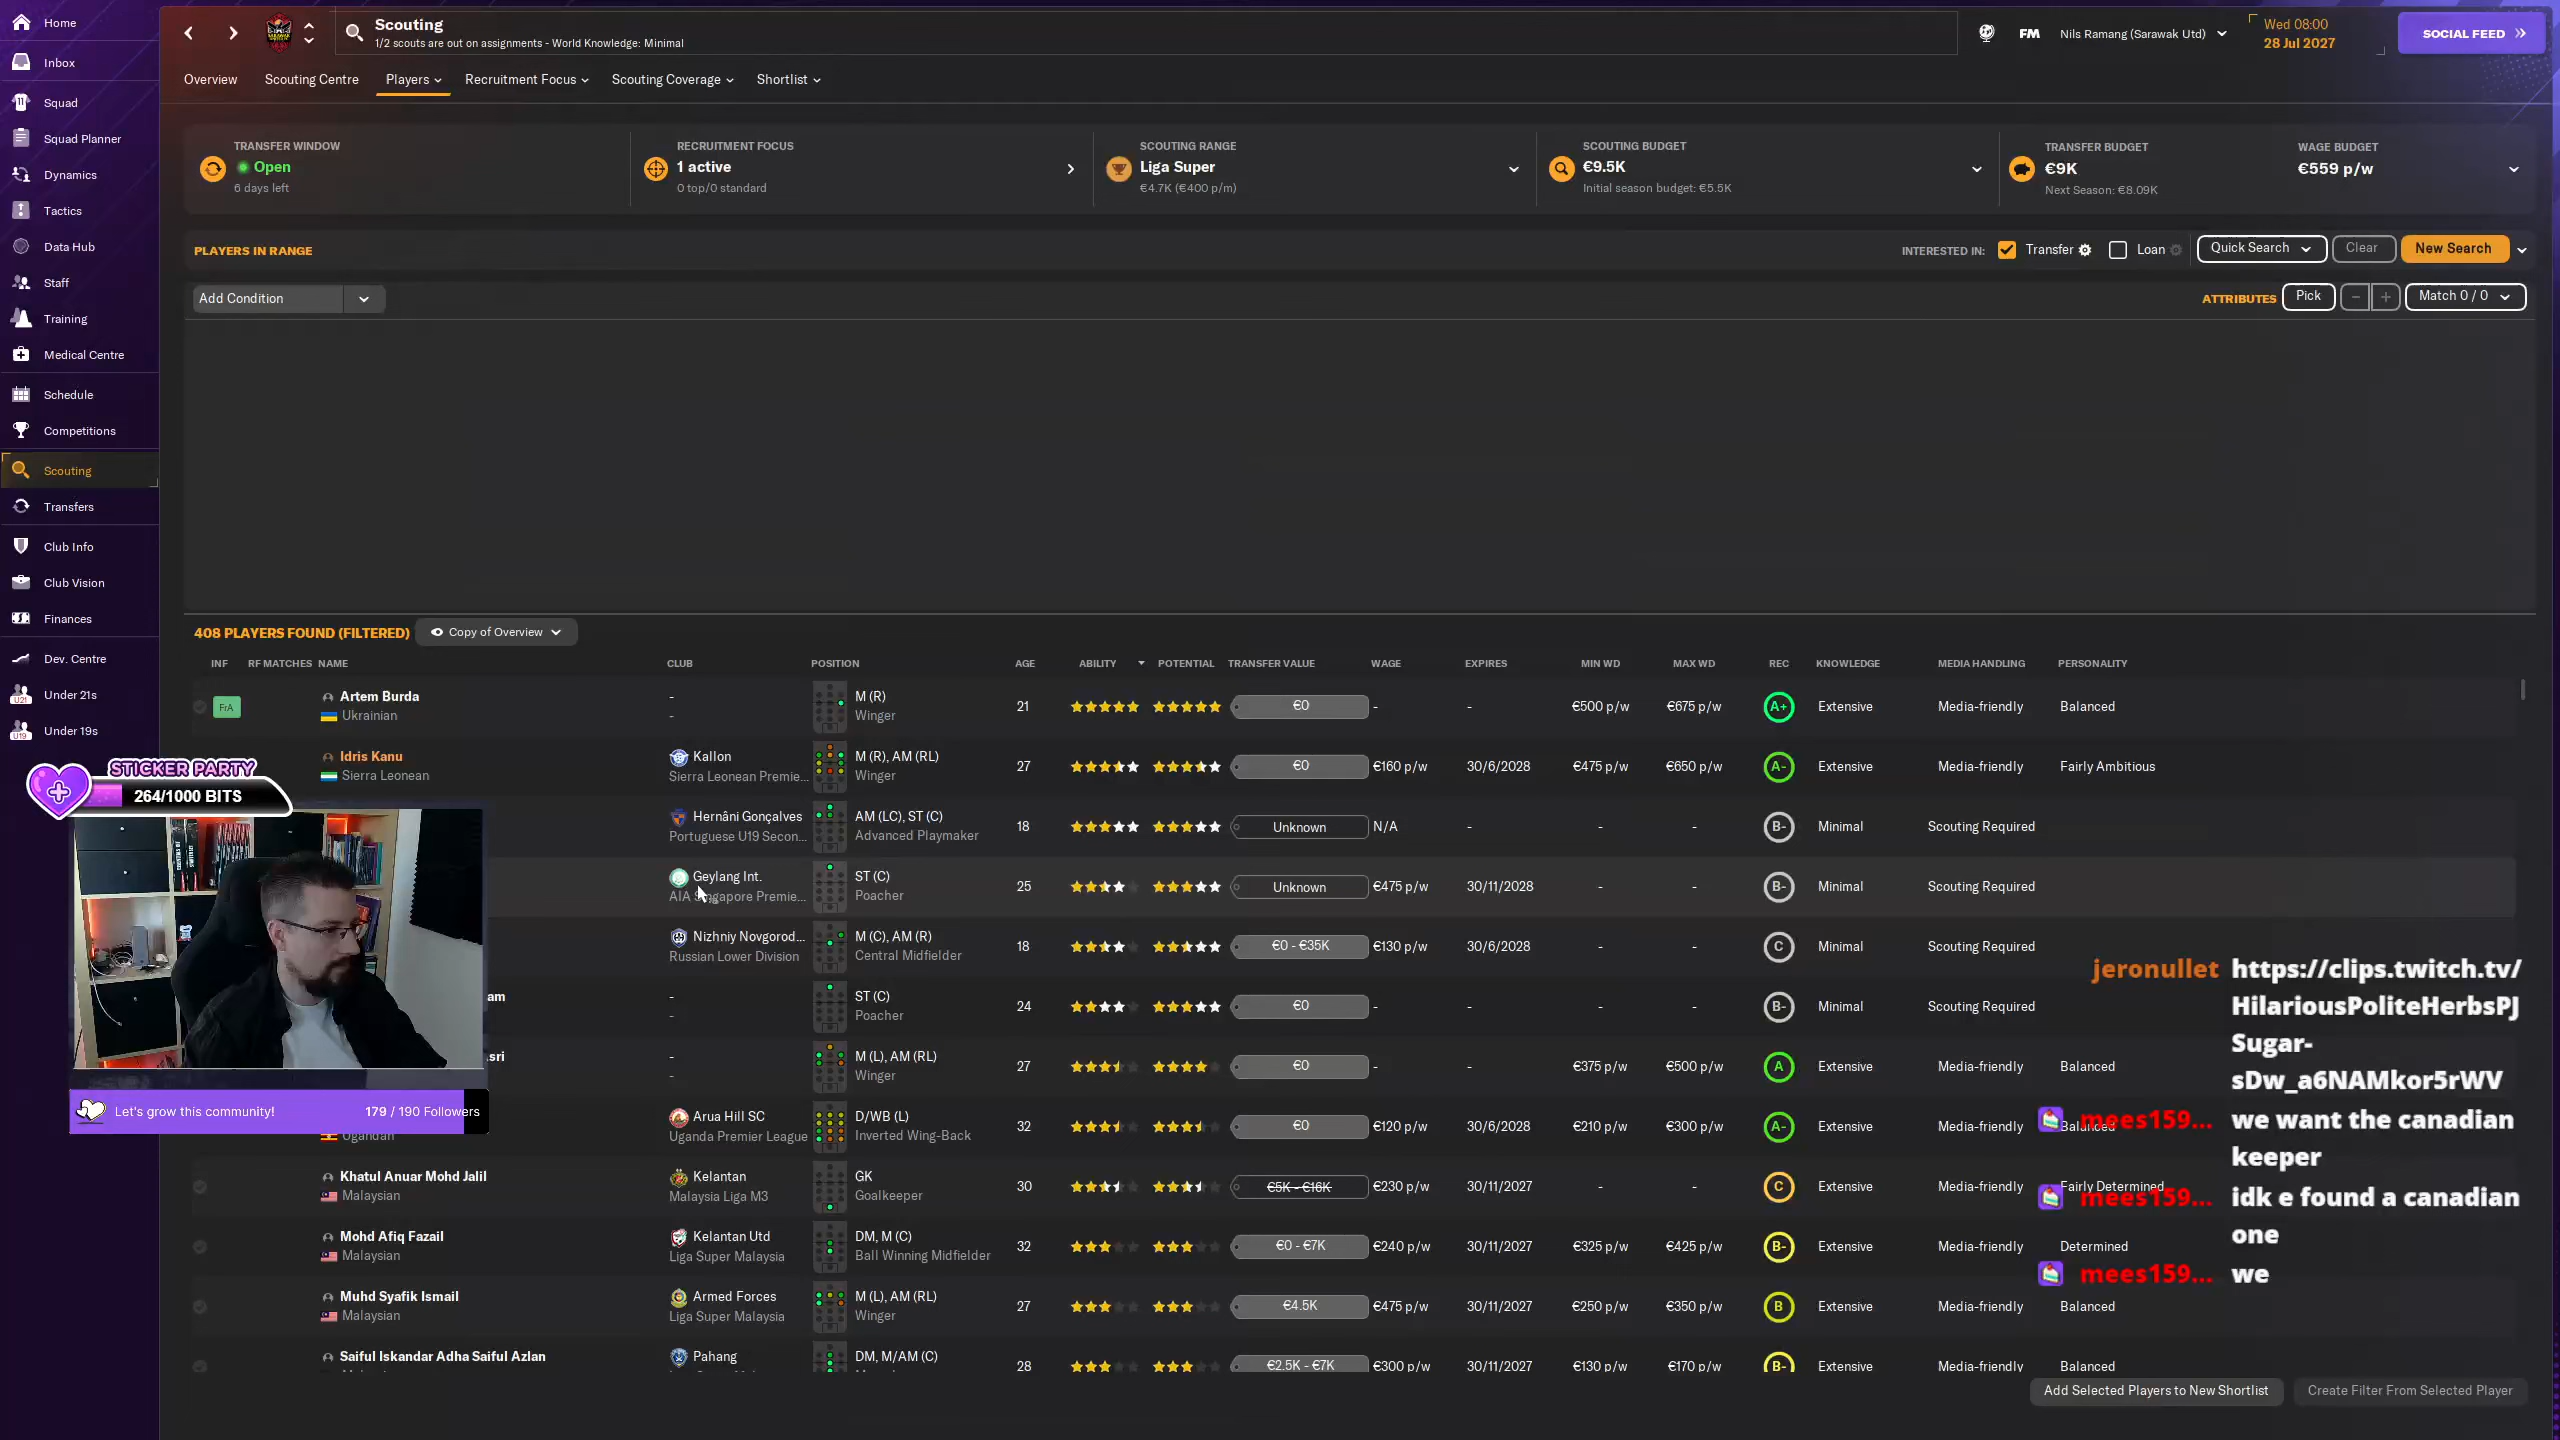 Home
Inbox
Squad
Squad Planner
Dynamics
Tactics
Data Hub
Staff
Training
Medical Centre
Schedule
Competitions
Scouting
Transfers
Club Info
Club Vision
Finances
Dev. Centre
Under 21s
Under 19s
Scouting
1/2 scouts are out on assignments - World Knowledge: Minimal
FM Nils Ramang (Sarawak Utd)
Wed 08:00
28 Jul 2027
SOCIAL FEED
Overview Scouting Centre Players Recruitment Focus Scouting Coverage Shortlist
TRANSFER WINDOW
Open
6 days left
RECRUITMENT FOCUS
1 active
0 top/0 standard
SCOUTING RANGE
Liga Super
€4.7K (€400 p/m)
SCOUTING BUDGET
€9.5K
Initial season budget: €5.5K
TRANSFER BUDGET
€9K
Next Season: €8.09K
WAGE BUDGET
€559 p/w
PLAYERS IN RANGE
INTERESTED IN: Transfer Loan Quick Search Clear New Search
Add Condition
ATTRIBUTES Pick - + Match 0 / 0
408 PLAYERS FOUND (FILTERED) Copy of Overview
INF RF MATCHES NAME CLUB POSITION AGE ABILITY POTENTIAL TRANSFER VALUE WAGE EXPIRES MIN WD MAX WD REC KNOWLEDGE MEDIA HANDLING PERSONALITY
FrA Artem Burda - M (R) 21 €0 - - €500 p/w €675 p/w A+ Extensive Media-friendly Balanced
Ukrainian - Winger
Idris Kanu Kallon M (R), AM (RL) 27 €0 €160 p/w 30/6/2028 €475 p/w €650 p/w A- Extensive Media-friendly Fairly Ambitious
Sierra Leonean Sierra Leonean Premie... Winger
Hernâni Gonçalves AM (LC), ST (C) 18 Unknown N/A - - - B- Minimal Scouting Required
Portuguese U19 Secon... Advanced Playmaker
Geylang Int. ST (C) 25 Unknown €475 p/w 30/11/2028 - - B- Minimal Scouting Required
AIA Singapore Premie... Poacher
Nizhniy Novgorod... M (C), AM (R) 18 €0 - €35K €130 p/w 30/6/2028 - - C Minimal Scouting Required
Russian Lower Division Central Midfielder
am - ST (C) 24 €0 - - - - B- Minimal Scouting Required
- Poacher
sri - M (L), AM (RL) 27 €0 - - €375 p/w €500 p/w A Extensive Media-friendly Balanced
- Winger
Arua Hill SC D/WB (L) 32 €0 €120 p/w 30/6/2028 €210 p/w €300 p/w A- Extensive Media-friendly Balanced
Ugandan Uganda Premier League Inverted Wing-Back
Khatul Anuar Mohd Jalil Kelantan GK 30 €5K - €16K €230 p/w 30/11/2027 - - C Extensive Media-friendly Fairly Determined
Malaysian Malaysia Liga M3 Goalkeeper
Mohd Afiq Fazail Kelantan Utd DM, M (C) 32 €0 - €7K €240 p/w 30/11/2027 €325 p/w €425 p/w B- Extensive Media-friendly Determined
Malaysian Liga Super Malaysia Ball Winning Midfielder
Muhd Syafik Ismail Armed Forces M (L), AM (RL) 27 €4.5K €475 p/w 30/11/2027 €250 p/w €350 p/w B Extensive Media-friendly Balanced
Malaysian Liga Super Malaysia Winger
Saiful Iskandar Adha Saiful Azlan Pahang DM, M/AM (C) 28 €2.5K - €7K €300 p/w 30/11/2027 €130 p/w €170 p/w B- Extensive Media-friendly Balanced
Add Selected Players to New Shortlist Create Filter From Selected Player
STICKER PARTY
264/1000 BITS
Let's grow this community! 179 / 190 Followers
jeronullet https://clips.twitch.tv/
HilariousPoliteHerbsPJ
Sugar-
sDw_a6NAMkor5rWV
mees159... we want the canadian
keeper
mees159... idk e found a canadian
one
mees159... we